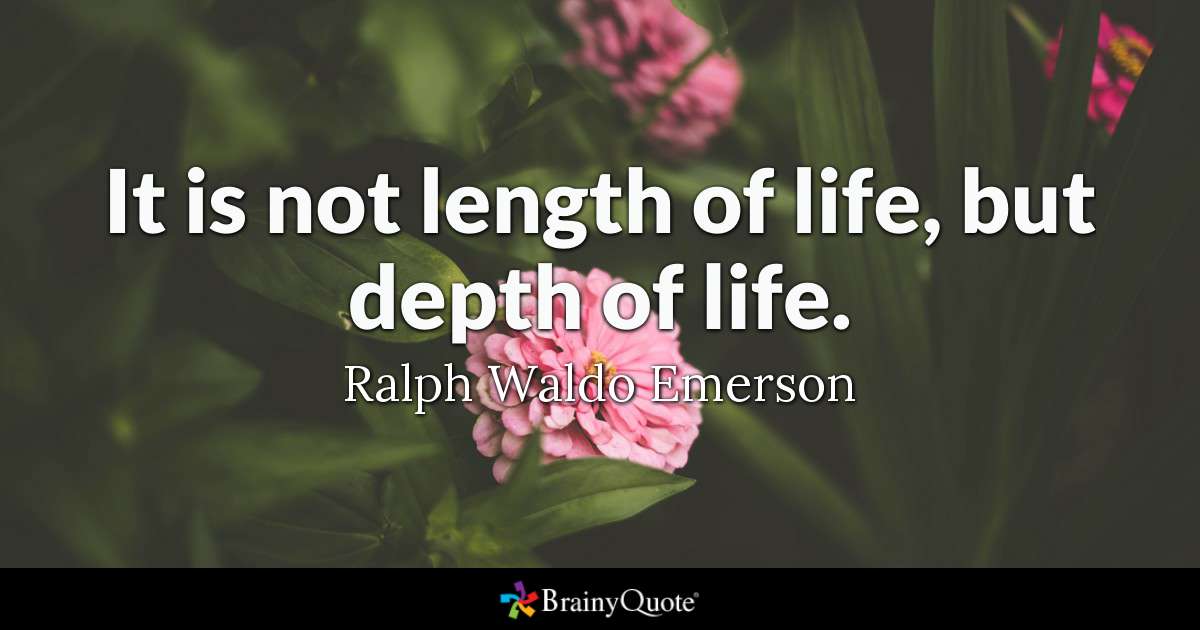 It is not length of life, but
depth of life.
Ralph Waldo Emerson
BrainyQuote®